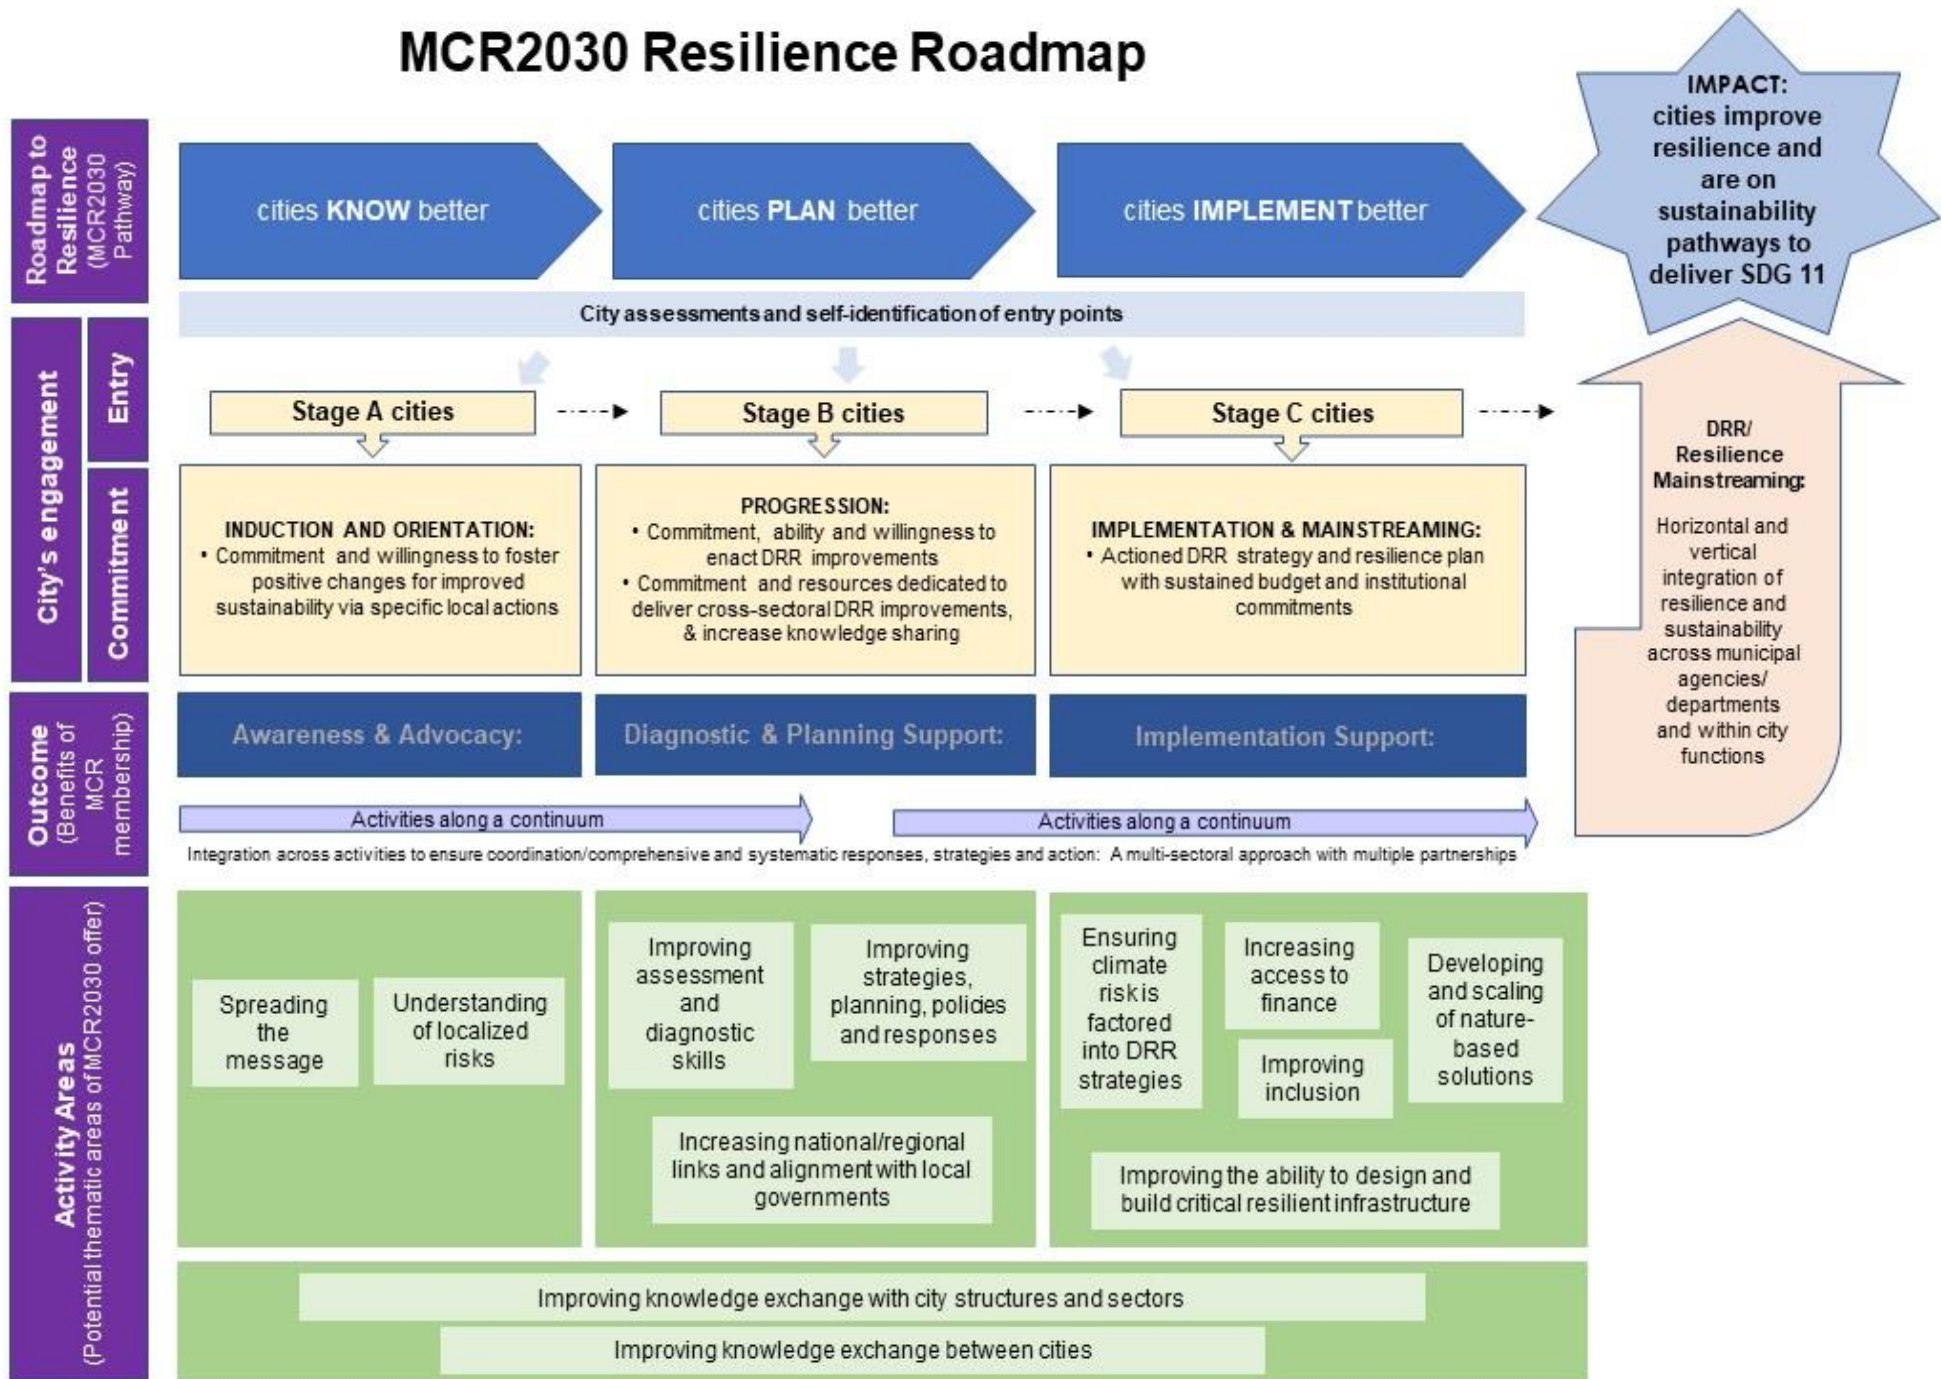 MCR2030 Resilience Roadmap
Roadmap to
Resilience
(MCR2030
Pathway)
cities KNOW better
cities PLAN better
cities IMPLEMENT better
IMPACT:
cities improve
resilience and
are on
sustainability
pathways to
deliver SDG 11
City assessments and self-identification of entry points
City's engagement
Entry
Stage A cities
Stage B cities
Stage C cities
Commitment
INDUCTION AND ORIENTATION:
• Commitment and willingness to foster
positive changes for improved
sustainability via specific local actions
PROGRESSION:
• Commitment, ability and willingness to
enact DRR improvements
• Commitment and resources dedicated to
deliver cross-sectoral DRR improvements,
& increase knowledge sharing
IMPLEMENTATION & MAINSTREAMING:
• Actioned DRR strategy and resilience plan
with sustained budget and institutional
commitments
DRR/
Resilience
Mainstreaming:
Horizontal and
vertical
integration of
resilience and
sustainability
across municipal
agencies/
departments
and within city
functions
Outcome
(Benefits of
MCR
membership)
Awareness & Advocacy:
Diagnostic & Planning Support:
Implementation Support:
Activities along a continuum
Activities along a continuum
Integration across activities to ensure coordination/comprehensive and systematic responses, strategies and action: A multi-sectoral approach with multiple partnerships
Activity Areas
(Potential thematic areas of MCR2030 offer)
Spreading
the
message
Understanding
of localized
risks
Improving
assessment
and
diagnostic
skills
Improving
strategies,
planning, policies
and responses
Increasing national/regional
links and alignment with local
governments
Ensuring
climate
risk is
factored
into DRR
strategies
Increasing
access to
finance
Improving
inclusion
Developing
and scaling
of nature-
based
solutions
Improving the ability to design and
build critical resilient infrastructure
Improving knowledge exchange with city structures and sectors
Improving knowledge exchange between cities